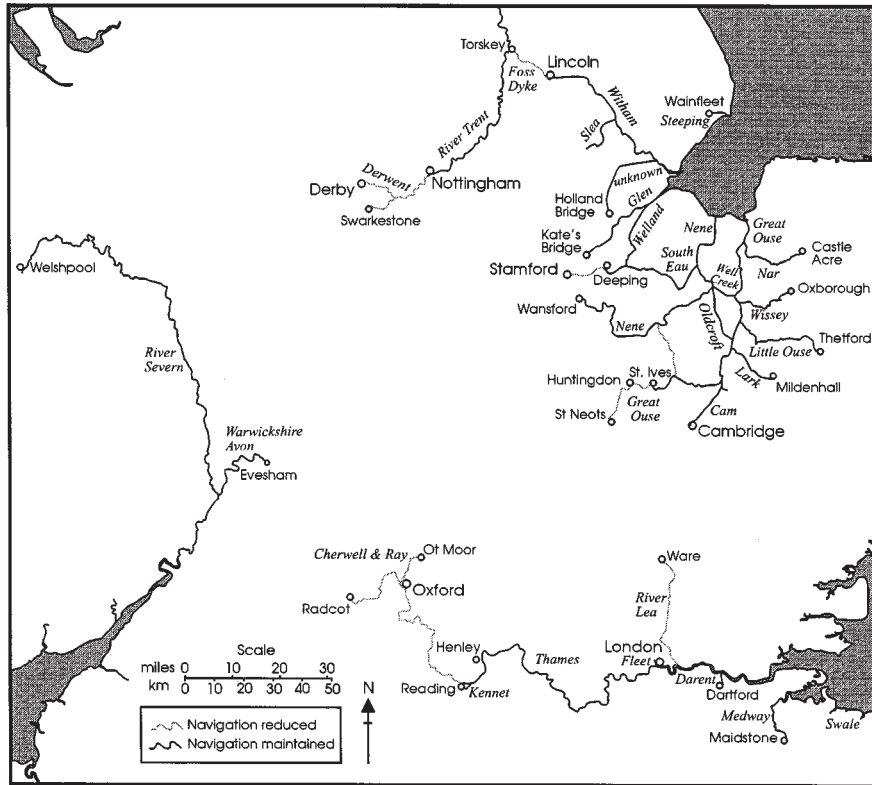 Torskey
Lincoln
Foss
Dyke
Witham
Wainfleet
Steeping
Slea
River Trent
Derwent
Nottingham
Derby
Swarkestone
unknown
Glen
Holland
Bridge
Kate's
Bridge
Welland
Nene
Great
Ouse
South
Eau
Castle
Acre
Nar
Well
Creek
Stamford
Deeping
Oxborough
Wissey
Wansford
Nene
Oldcroft
Thetford
Little Ouse
Welshpool
River
Severn
Huntingdon
St. Ives
Lark
Mildenhall
Great
Ouse
St Neots
Cam
Cambridge
Warwickshire
Avon
Evesham
Cherwell & Ray
Ot Moor
Oxford
Radcot
Ware
River
Lea
Henley
Thames
London
Fleet
Reading
Kennet
Darent
Dartford
Medway
Swale
Maidstone
Scale
miles 0 10 20 30
km 0 10 20 30 40 50
N
Navigation reduced
Navigation maintained